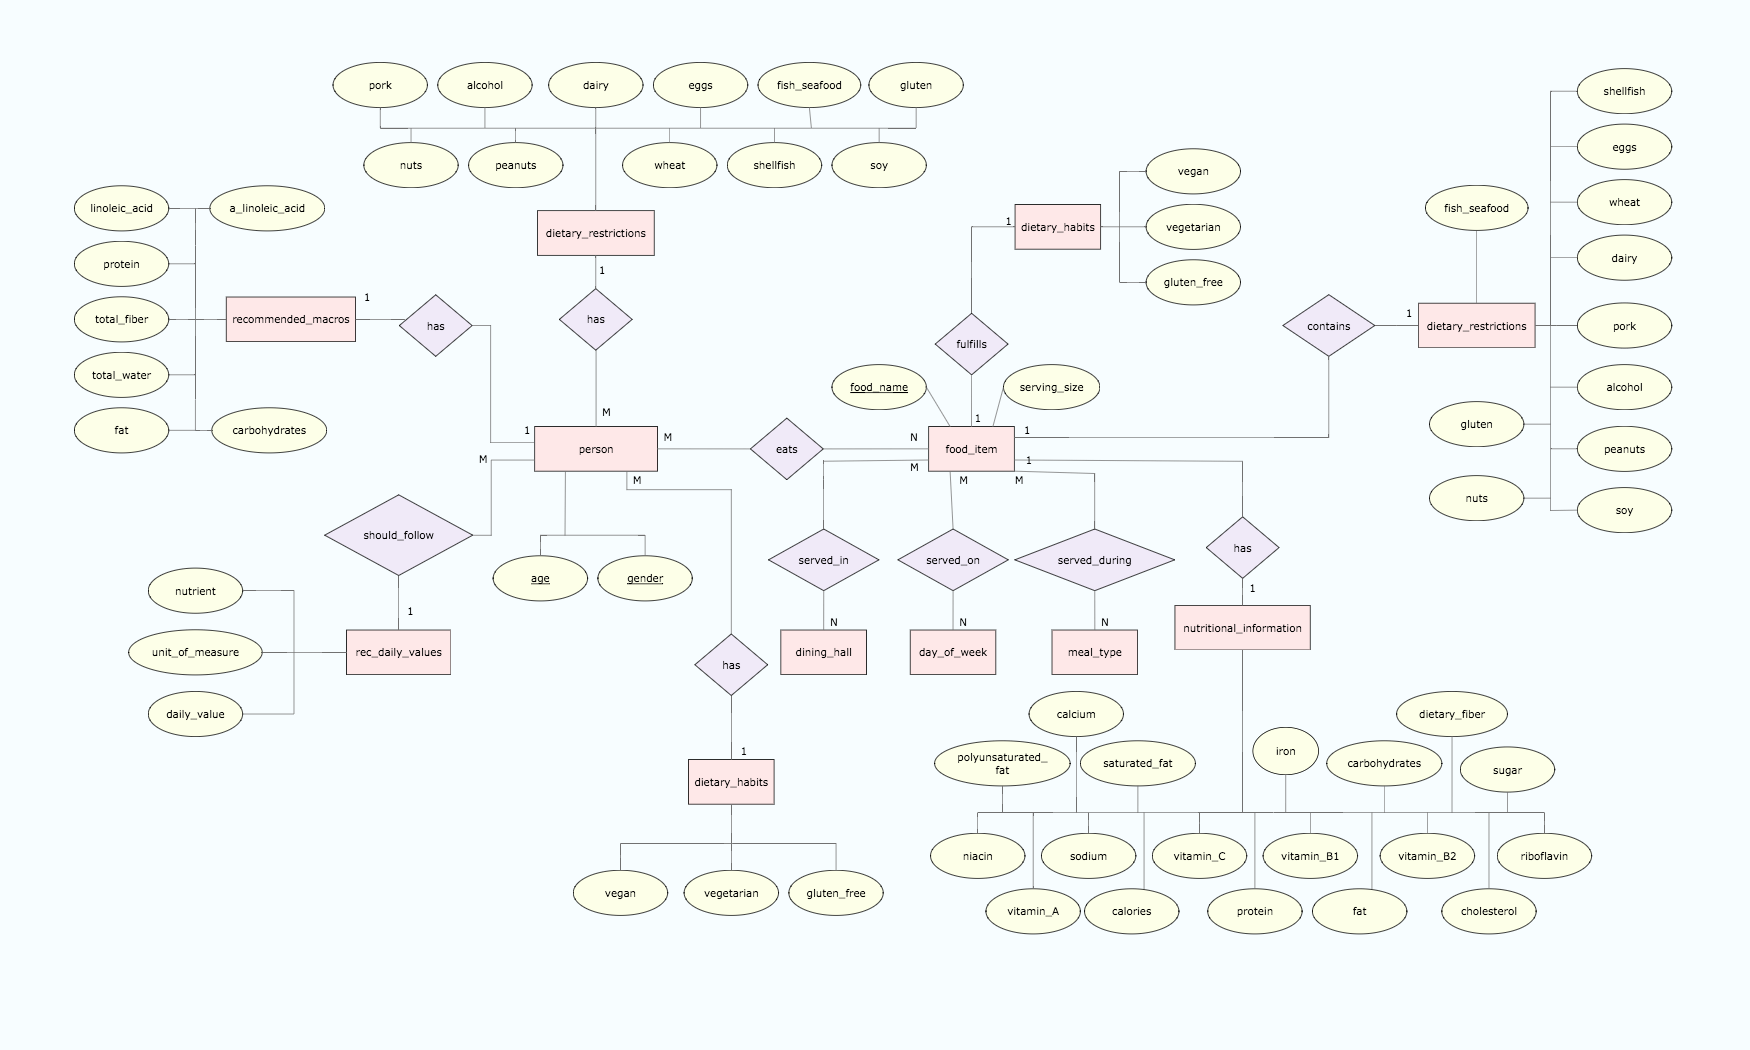 pork
alcohol
dairy
eggs
fish_seafood
gluten
nuts
peanuts
wheat
shellfish
soy
dietary_restrictions
1
has
M
linoleic_acid
a_linoleic_acid
protein
total_fiber
total_water
fat
carbohydrates
recommended_macros
1
has
1
person
M
eats
N
M
should_follow
1
rec_daily_values
nutrient
unit_of_measure
daily_value
age
gender
M
has
1
dietary_habits
vegan
vegetarian
gluten_free
food_name
serving_size
food_item
1
fulfills
1
dietary_habits
vegan
vegetarian
gluten_free
1
contains
1
dietary_restrictions
fish_seafood
shellfish
eggs
wheat
dairy
pork
alcohol
gluten
peanuts
nuts
soy
M
served_in
N
dining_hall
M
served_on
N
day_of_week
M
served_during
N
meal_type
1
has
1
nutritional_information
calcium
dietary_fiber
polyunsaturated_
fat
saturated_fat
iron
carbohydrates
sugar
niacin
sodium
vitamin_C
vitamin_B1
vitamin_B2
riboflavin
vitamin_A
calories
protein
fat
cholesterol